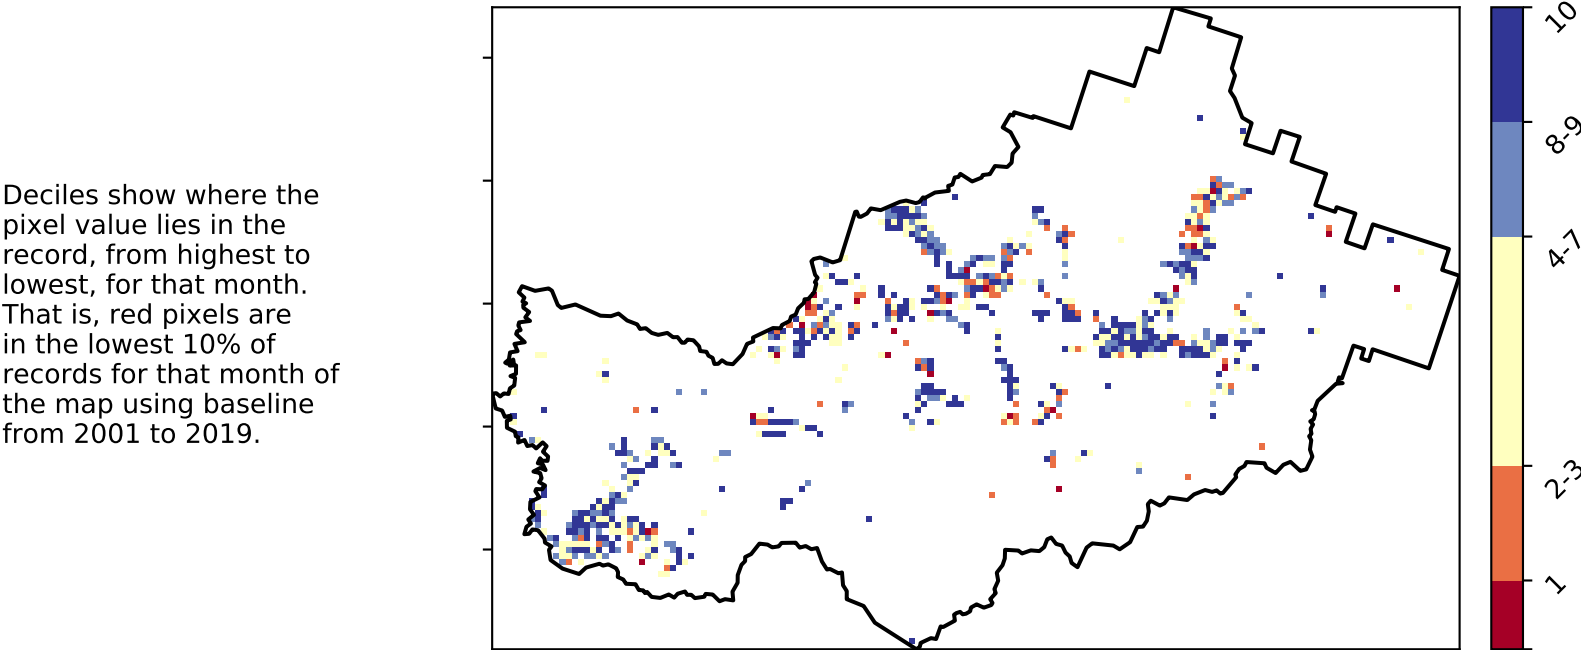 Deciles show where the
pixel value lies in the
record, from highest to
lowest, for that month.
That is, red pixels are
in the lowest 10% of
records for that month of
the map using baseline
from 2001 to 2019.
10
8-9
4-7
2-3
1